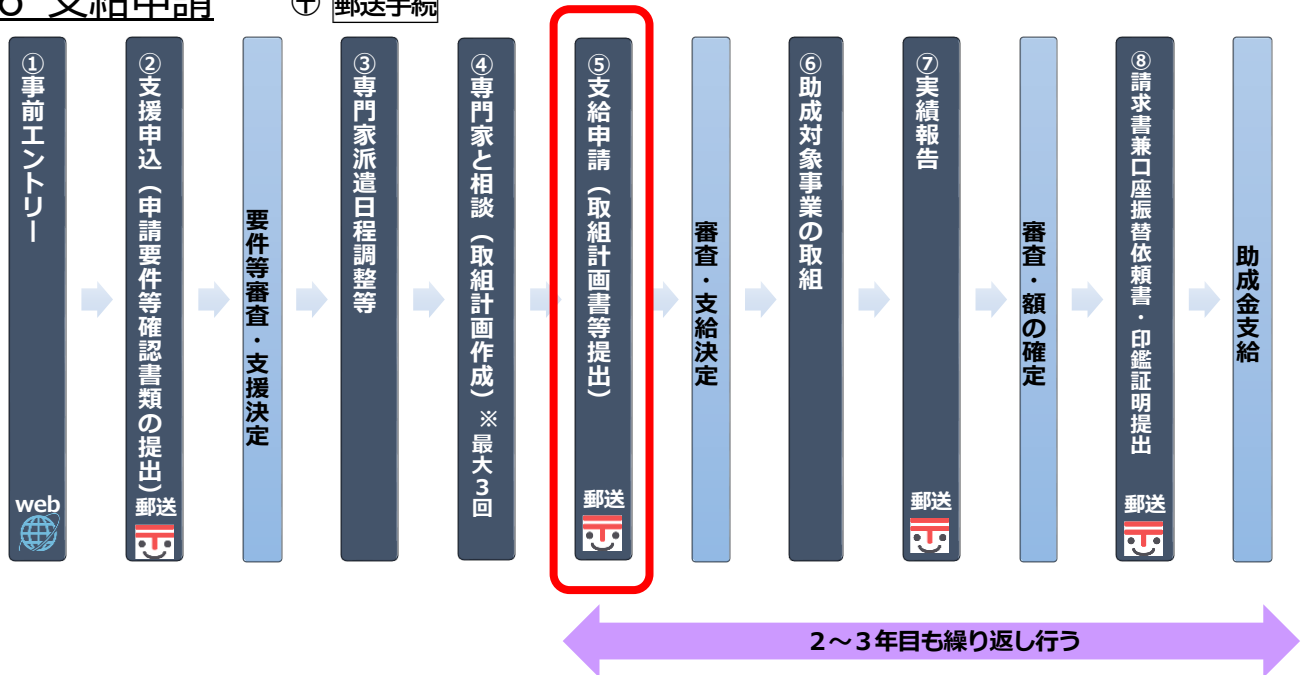 支給申請
〒 郵送手続
①事前エントリー
web
②支援申込（申請要件等確認書類の提出）
郵送
要件等審査・支援決定
③専門家派遣日程調整等
④専門家と相談（取組計画作成）※最大３回
⑤支給申請（取組計画書等提出）
郵送
審査・支給決定
⑥助成対象事業の取組
⑦実績報告
郵送
審査・額の確定
⑧請求書兼口座振替依頼書・印鑑証明提出
郵送
助成金支給
２～３年目も繰り返し行う